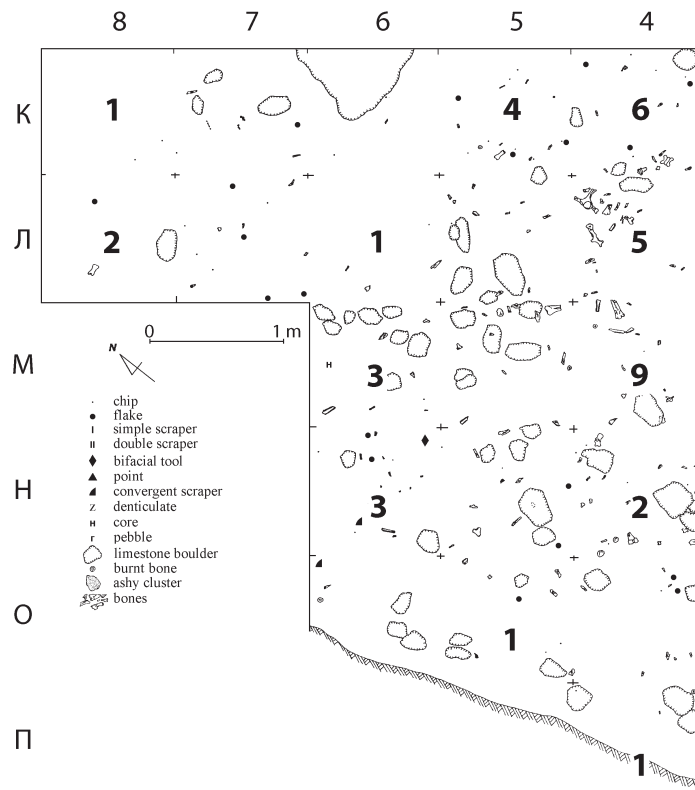 8 7 6 5 4
К 1 4 6
Л 2 1 5
0 1 m
N
М 3 9
chip
flake
simple scraper
double scraper
bifacial tool
point
convergent scraper
Z denticulate
H core
r pebble
limestone boulder
burnt bone
ashy cluster
bones
H
Н 3 2
О 1
П 1